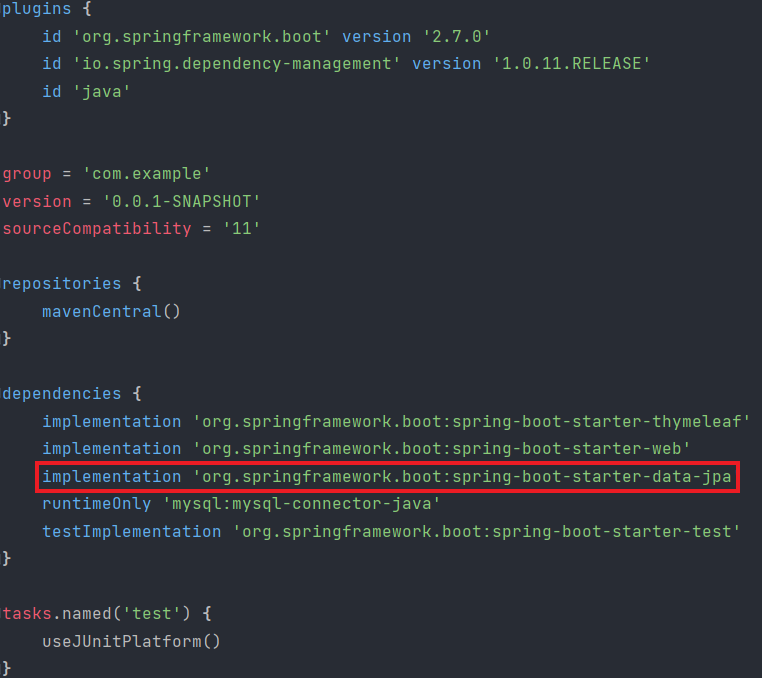 plugins {
    id 'org.springframework.boot' version '2.7.0'
    id 'io.spring.dependency-management' version '1.0.11.RELEASE'
    id 'java'
}
group = 'com.example'
version = '0.0.1-SNAPSHOT'
sourceCompatibility = '11'
repositories {
    mavenCentral()
}
dependencies {
    implementation 'org.springframework.boot:spring-boot-starter-thymeleaf'
    implementation 'org.springframework.boot:spring-boot-starter-web'
    implementation 'org.springframework.boot:spring-boot-starter-data-jpa
    runtimeOnly 'mysql:mysql-connector-java'
    testImplementation 'org.springframework.boot:spring-boot-starter-test'
}
tasks.named('test') {
    useJUnitPlatform()
}